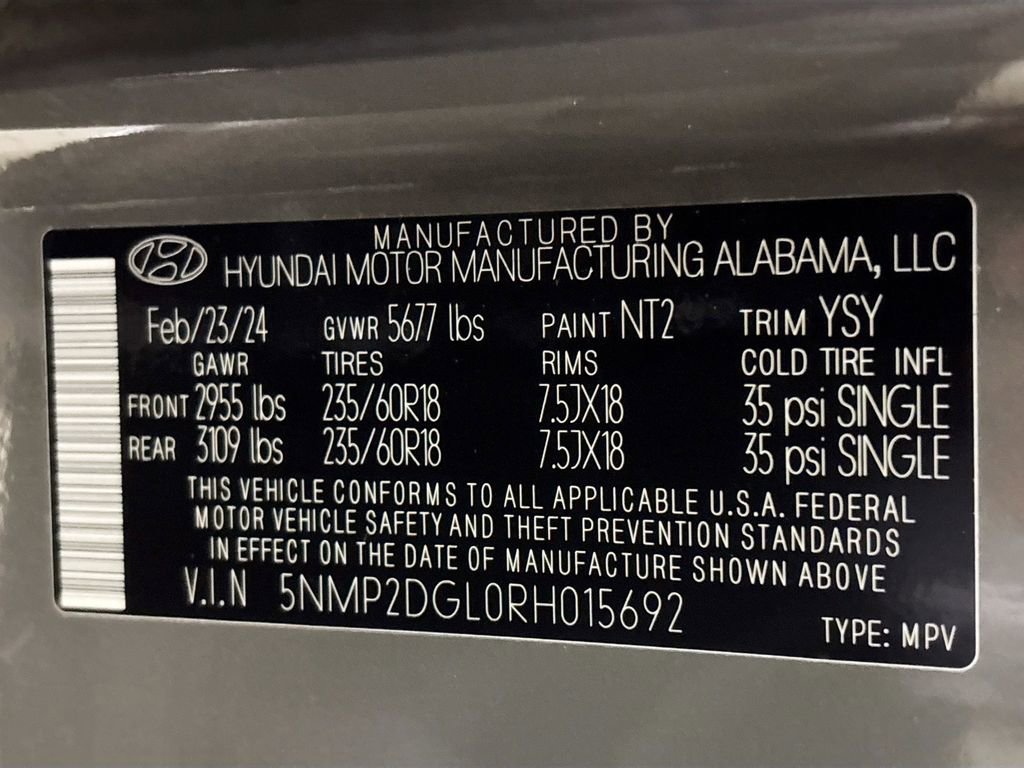 MANUFACTURED BY
HYUNDAI MOTOR MANUFACTURING ALABAMA, LLC
Feb/23/24 GVWR 5677 lbs PAINT NT2 TRIM YSY
GAWR TIRES RIMS COLD TIRE INFL
FRONT 2955 lbs 235/60R18 7.5JX18 35 psi SINGLE
REAR 3109 lbs 235/60R18 7.5JX18 35 psi SINGLE
THIS VEHICLE CONFORMS TO ALL APPLICABLE U.S.A. FEDERAL
MOTOR VEHICLE SAFETY AND THEFT PREVENTION STANDARDS
IN EFFECT ON THE DATE OF MANUFACTURE SHOWN ABOVE
V.I.N 5NMP2DGL0RH015692
TYPE: MPV